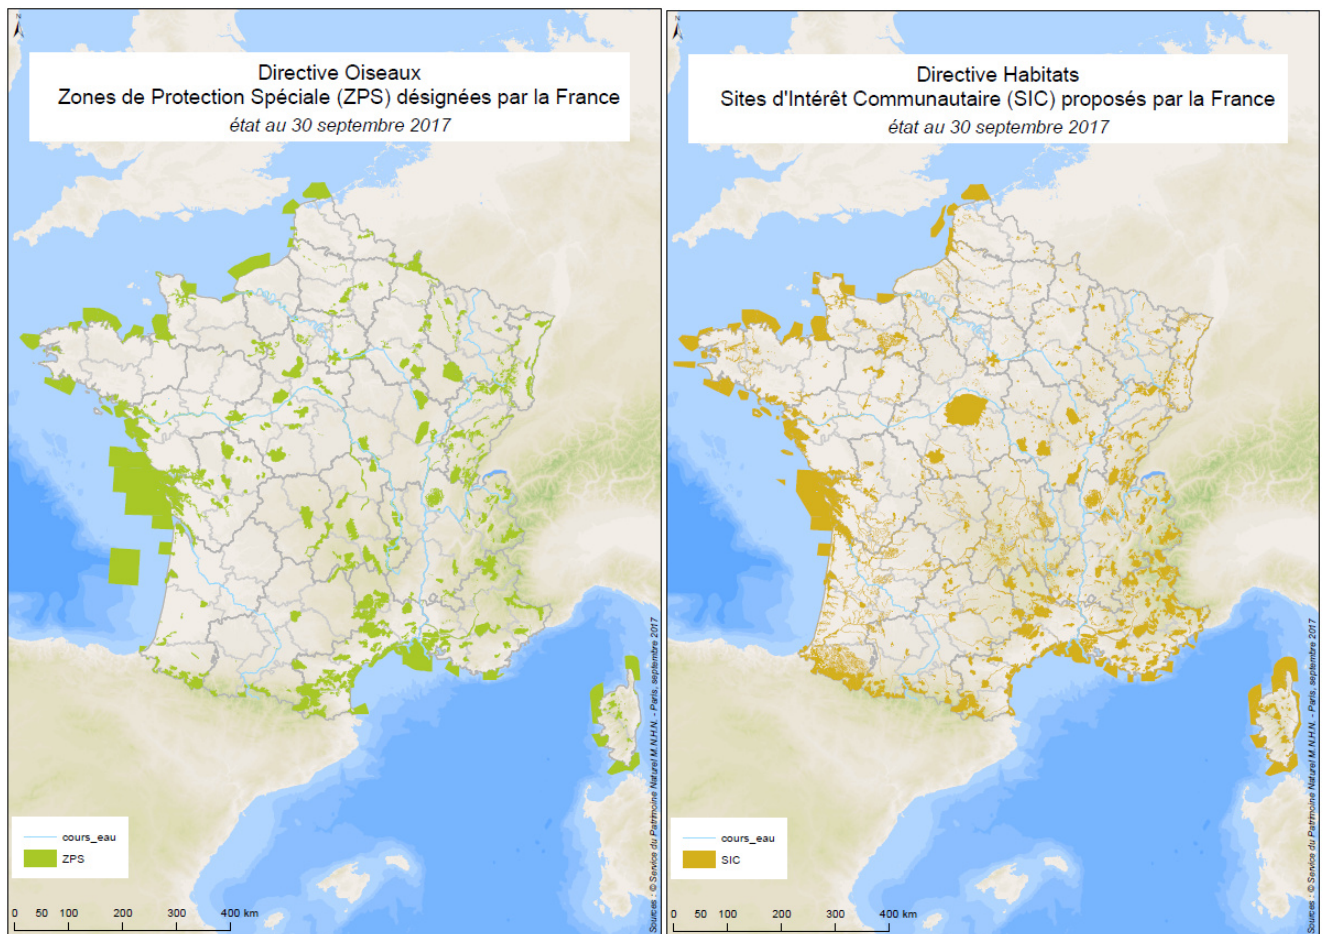 N
Directive Oiseaux
Zones de Protection Spéciale (ZPS) désignées par la France
état au 30 septembre 2017
cours_eau
ZPS
0 50 100 200 300 400 km
Sources : © Service du Patrimoine Naturel M.N.H.N. - Paris, septembre 2017
N
Directive Habitats
Sites d'Intérêt Communautaire (SIC) proposés par la France
état au 30 septembre 2017
cours_eau
SIC
0 50 100 200 300 400 km
Sources : © Service du Patrimoine Naturel M.N.H.N. - Paris, septembre 2017